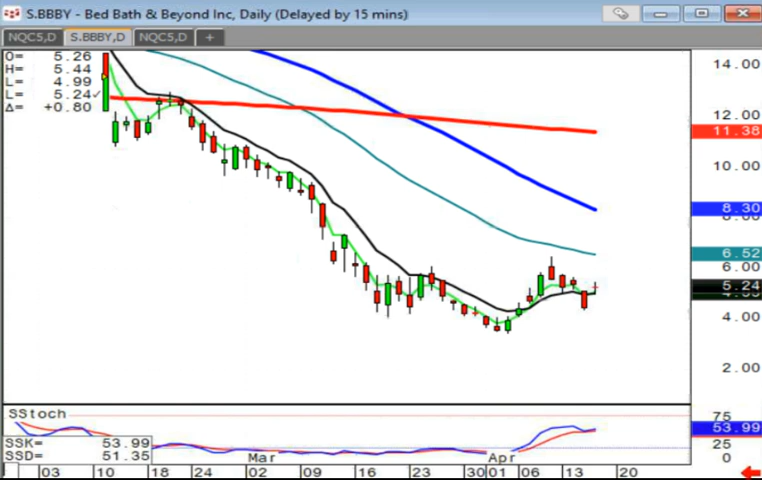 S.BBBY - Bed Bath & Beyond Inc, Daily (Delayed by 15 mins)
NQC5,D S.BBBY,D NQC5,D +
O= 5.26
H= 5.44
L= 4.99
L= 5.24✓
Δ= +0.80
14.00
12.00
11.38
10.00
8.30
6.52
6.00
5.24
4.00
2.00
SStoch
75
53.99
25
0
SSK= 53.99
SSD= 51.35
03 10 18 24 02 09 16 23 30 01 06 13 20
Mar Apr